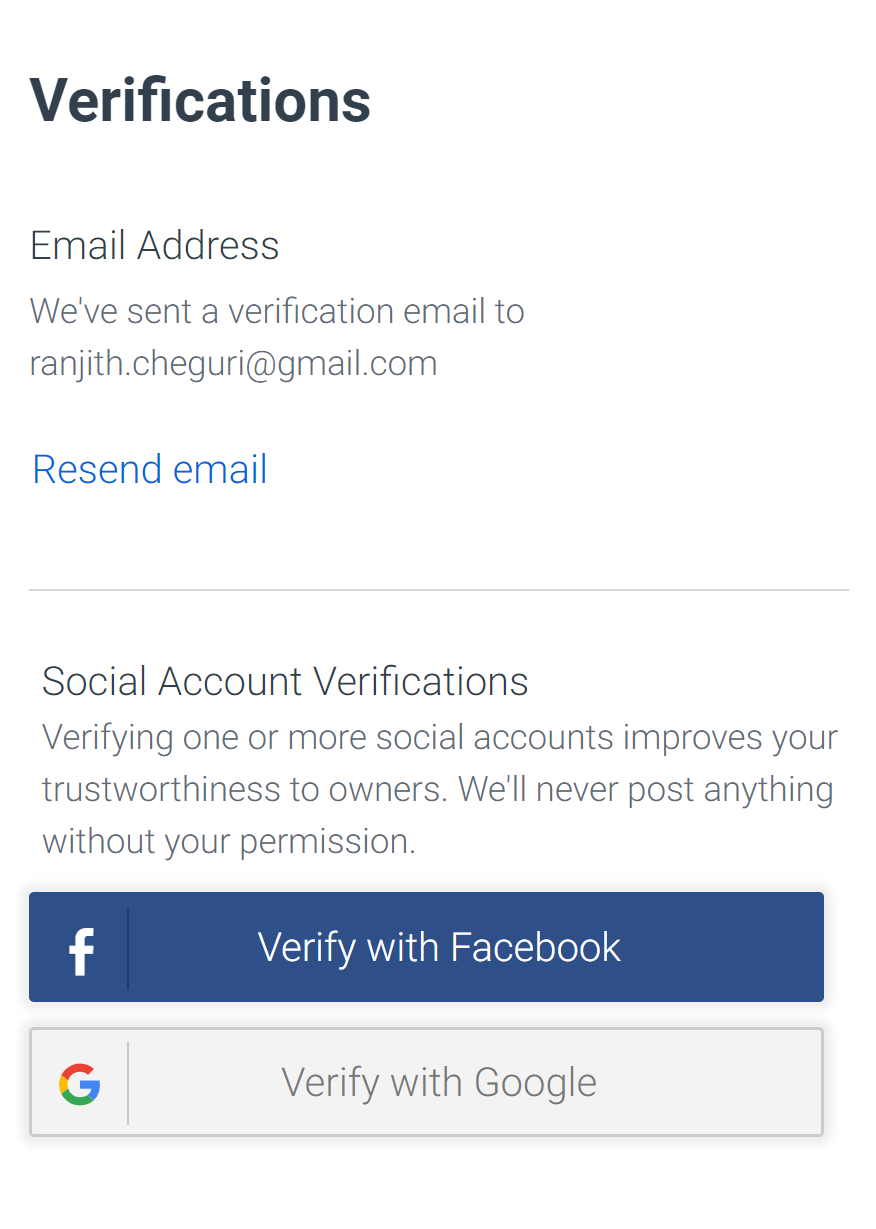 Verifications
Email Address
We've sent a verification email to
ranjith.cheguri@gmail.com
Resend email
Social Account Verifications
Verifying one or more social accounts improves your
trustworthiness to owners. We'll never post anything
without your permission.
Verify with Facebook
Verify with Google